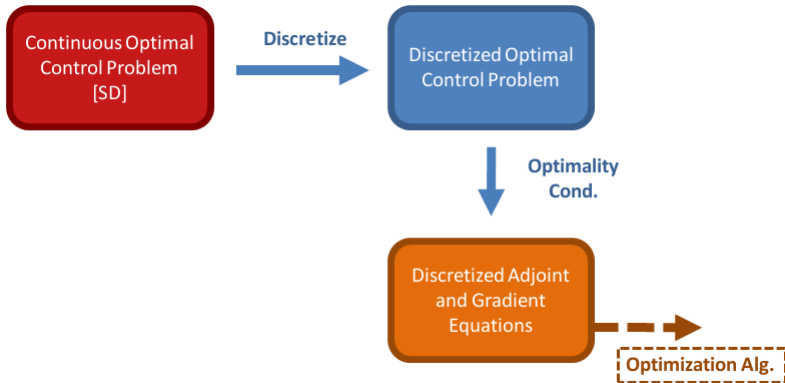 Continuous Optimal
Control Problem
[SD]
Discretize
Discretized Optimal
Control Problem
Optimality
Cond.
Discretized Adjoint
and Gradient
Equations
Optimization Alg.